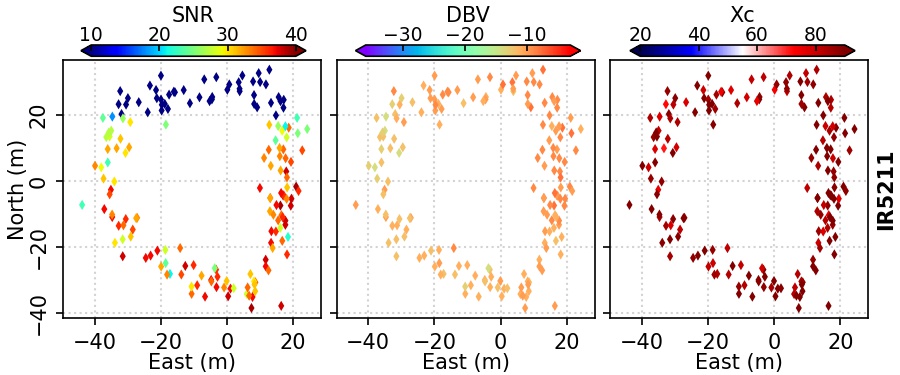 SNR DBV Xc
10 20 30 40 −30 −20 −10 20 40 60 80
20
0
−20
−40
North (m)
−40 −20 0 20 −40 −20 0 20 −40 −20 0 20
East (m) East (m) East (m)
IR5211